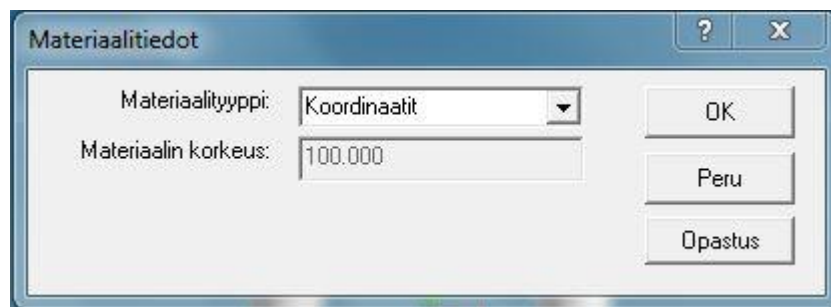 Materiaalitiedot
?
X
Materiaalityyppi: Koordinaatit
OK
Materiaalin korkeus: 100.000
Peru
Opastus